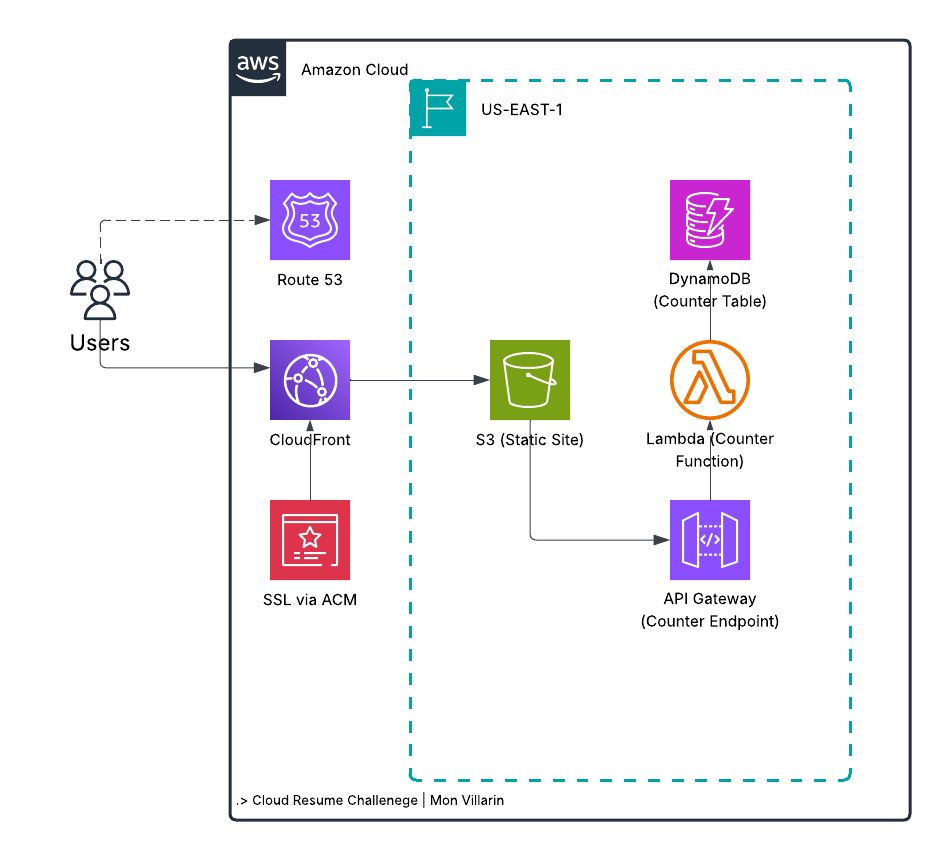 aws
Amazon Cloud
US-EAST-1
53
Route 53
DynamoDB
(Counter Table)
Users
CloudFront
S3 (Static Site)
Lambda (Counter
Function)
</>
SSL via ACM
API Gateway
(Counter Endpoint)
.> Cloud Resume Challenege | Mon Villarin